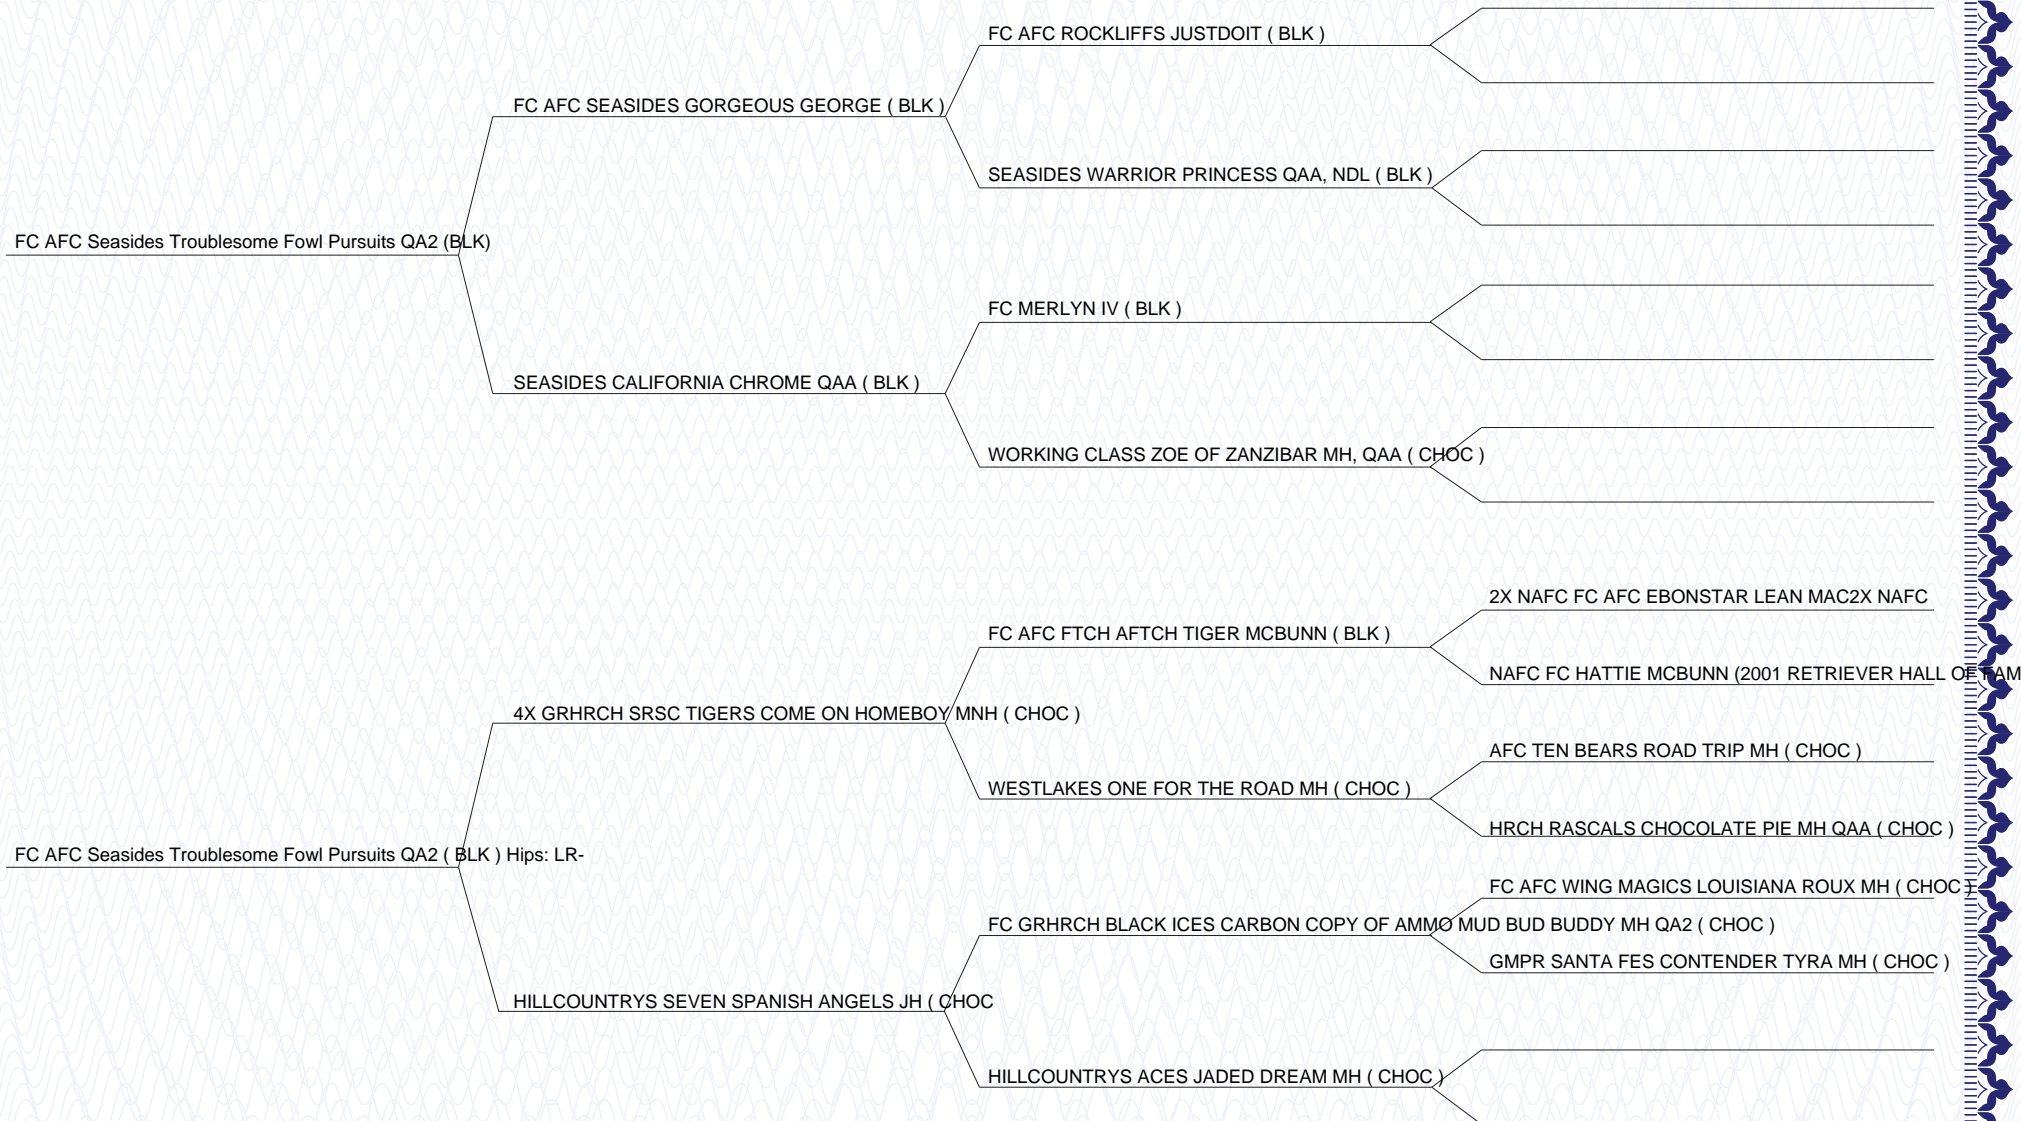 FC AFC ROCKLIFFS JUSTDOIT ( BLK )
FC AFC SEASIDES GORGEOUS GEORGE ( BLK )
SEASIDES WARRIOR PRINCESS QAA, NDL ( BLK )
FC AFC Seasides Troublesome Fowl Pursuits QA2 (BLK)
FC MERLYN IV ( BLK )
SEASIDES CALIFORNIA CHROME QAA ( BLK )
WORKING CLASS ZOE OF ZANZIBAR MH, QAA ( CHOC )
2X NAFC FC AFC EBONSTAR LEAN MAC2X NAFC
FC AFC FTCH AFTCH TIGER MCBUNN ( BLK )
NAFC FC HATTIE MCBUNN (2001 RETRIEVER HALL OF FAM
4X GRHRCH SRSC TIGERS COME ON HOMEBOY MNH ( CHOC )
AFC TEN BEARS ROAD TRIP MH ( CHOC )
WESTLAKES ONE FOR THE ROAD MH ( CHOC )
HRCH RASCALS CHOCOLATE PIE MH QAA ( CHOC )
FC AFC Seasides Troublesome Fowl Pursuits QA2 ( BLK ) Hips: LR-
FC AFC WING MAGICS LOUISIANA ROUX MH ( CHOC )
FC GRHRCH BLACK ICES CARBON COPY OF AMMO MUD BUD BUDDY MH QA2 ( CHOC )
GMPR SANTA FES CONTENDER TYRA MH ( CHOC )
HILLCOUNTRYS SEVEN SPANISH ANGELS JH ( CHOC
HILLCOUNTRYS ACES JADED DREAM MH ( CHOC )